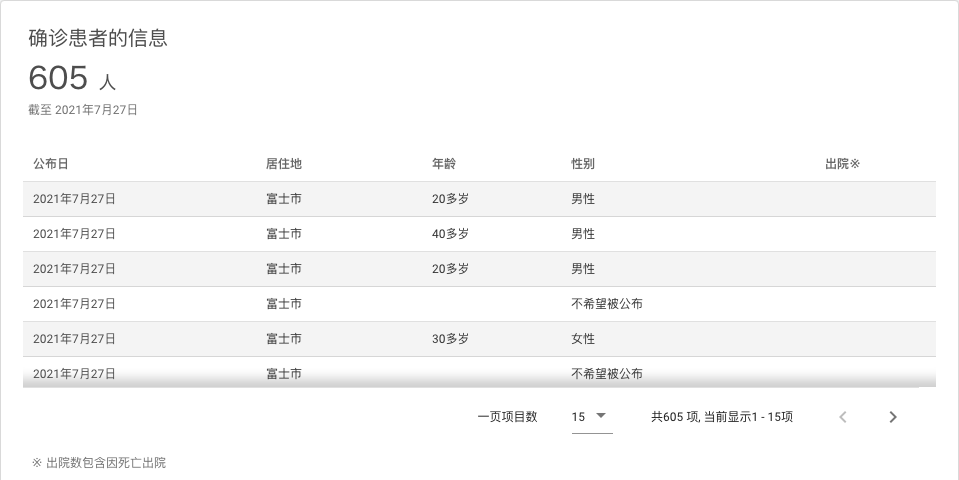 确诊患者的信息
605 人
截至 2021年7月27日
公布日 居住地 年龄 性别 出院※
2021年7月27日 富士市 20多岁 男性
2021年7月27日 富士市 40多岁 男性
2021年7月27日 富士市 20多岁 男性
2021年7月27日 富士市 不希望被公布
2021年7月27日 富士市 30多岁 女性
2021年7月27日 富士市 不希望被公布
一页项目数 15 共605 项, 当前显示1 - 15项
※ 出院数包含因死亡出院